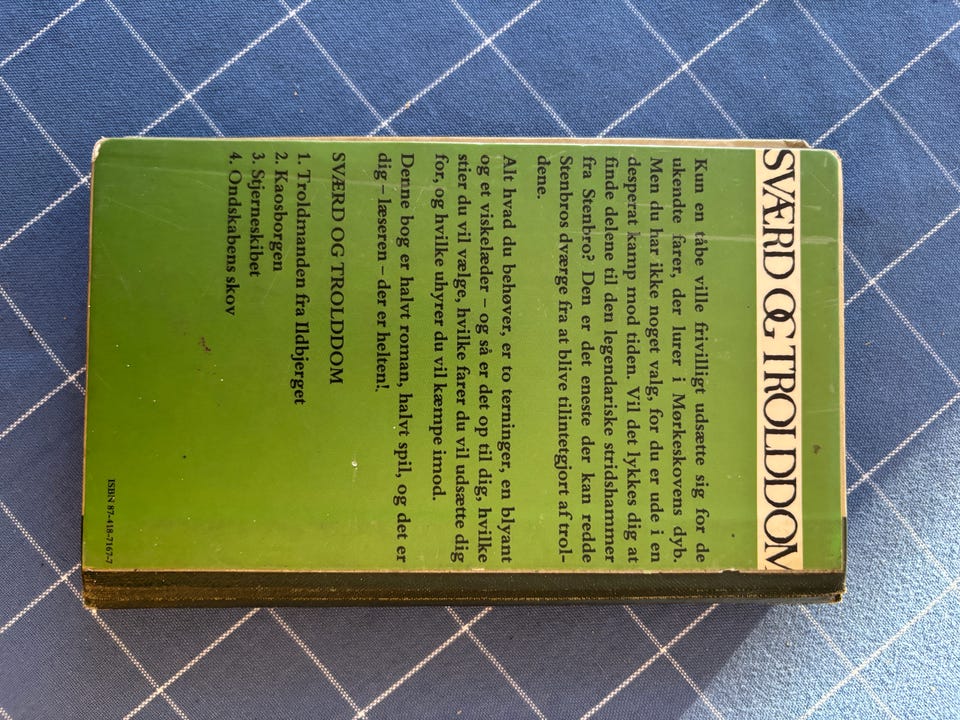 SVÆRD OG TROLDDOM
Kun en tåbe ville frivilligt udsætte sig for de
ukendte farer, der lurer i Mørkeskovens dyb.
Men du har ikke noget valg, for du er ude i en
desperat kamp mod tiden. Vil det lykkes dig at
finde delene til den legendariske stridshammer
fra Stenbro? Den er det eneste der kan redde
Stenbros dværge fra at blive tilintetgjort af trol-
dene.
Alt hvad du behøver, er to terninger, en blyant
og et viskelæder – og så er det op til dig, hvilke
stier du vil vælge, hvilke farer du vil udsætte dig
for, og hvilke uhyrer du vil kæmpe imod.
Denne bog er halvt roman, halvt spil, og det er
dig – læseren – der er helten!
SVÆRD OG TROLDDOM
1. Troldmanden fra Ildbjerget
2. Kaosborgen
3. Stjerneskibet
4. Ondskabens skov
ISBN 87-418-7167-7